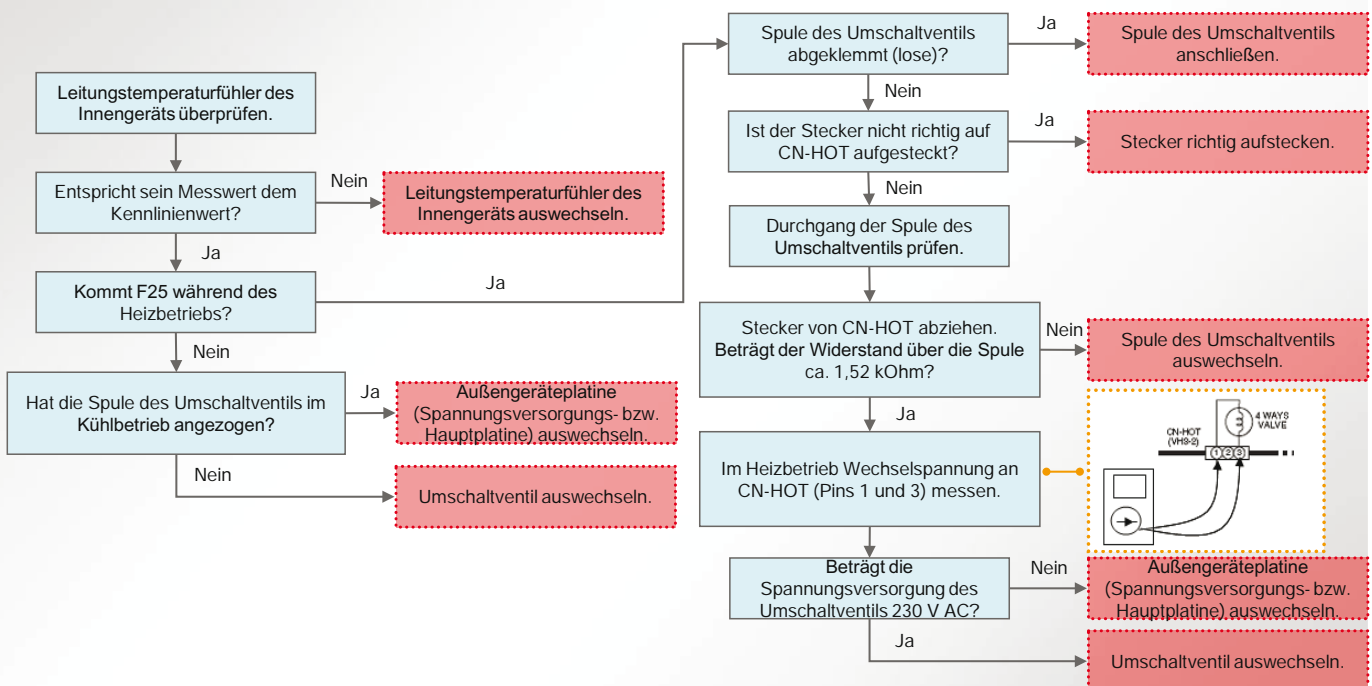 Leitungstemperaturfühler des
Innengeräts überprüfen.
Entspricht sein Messwert dem
Kennlinienwert?
Nein
Leitungstemperaturfühler des
Innengeräts auswechseln.
Ja
Kommt F25 während des
Heizbetriebs?
Ja
Nein
Hat die Spule des Umschaltventils im
Kühlbetrieb angezogen?
Ja
Außengeräteplatine
(Spannungsversorgungs- bzw.
Hauptplatine) auswechseln.
Nein
Umschaltventil auswechseln.
Spule des Umschaltventils
abgeklemmt (lose)?
Ja
Spule des Umschaltventils
anschließen.
Nein
Ist der Stecker nicht richtig auf
CN-HOT aufgesteckt?
Ja
Stecker richtig aufstecken.
Nein
Durchgang der Spule des
Umschaltventils prüfen.
Stecker von CN-HOT abziehen.
Beträgt der Widerstand über die Spule
ca. 1,52 kOhm?
Nein
Spule des Umschaltventils
auswechseln.
Ja
Im Heizbetrieb Wechselspannung an
CN-HOT (Pins 1 und 3) messen.
4 WAYS
VALVE
CN-HOT
(VH3-2)
1 2 3
Beträgt die
Spannungsversorgung des
Umschaltventils 230 V AC?
Nein
Außengeräteplatine
(Spannungsversorgungs- bzw.
Hauptplatine) auswechseln.
Ja
Umschaltventil auswechseln.